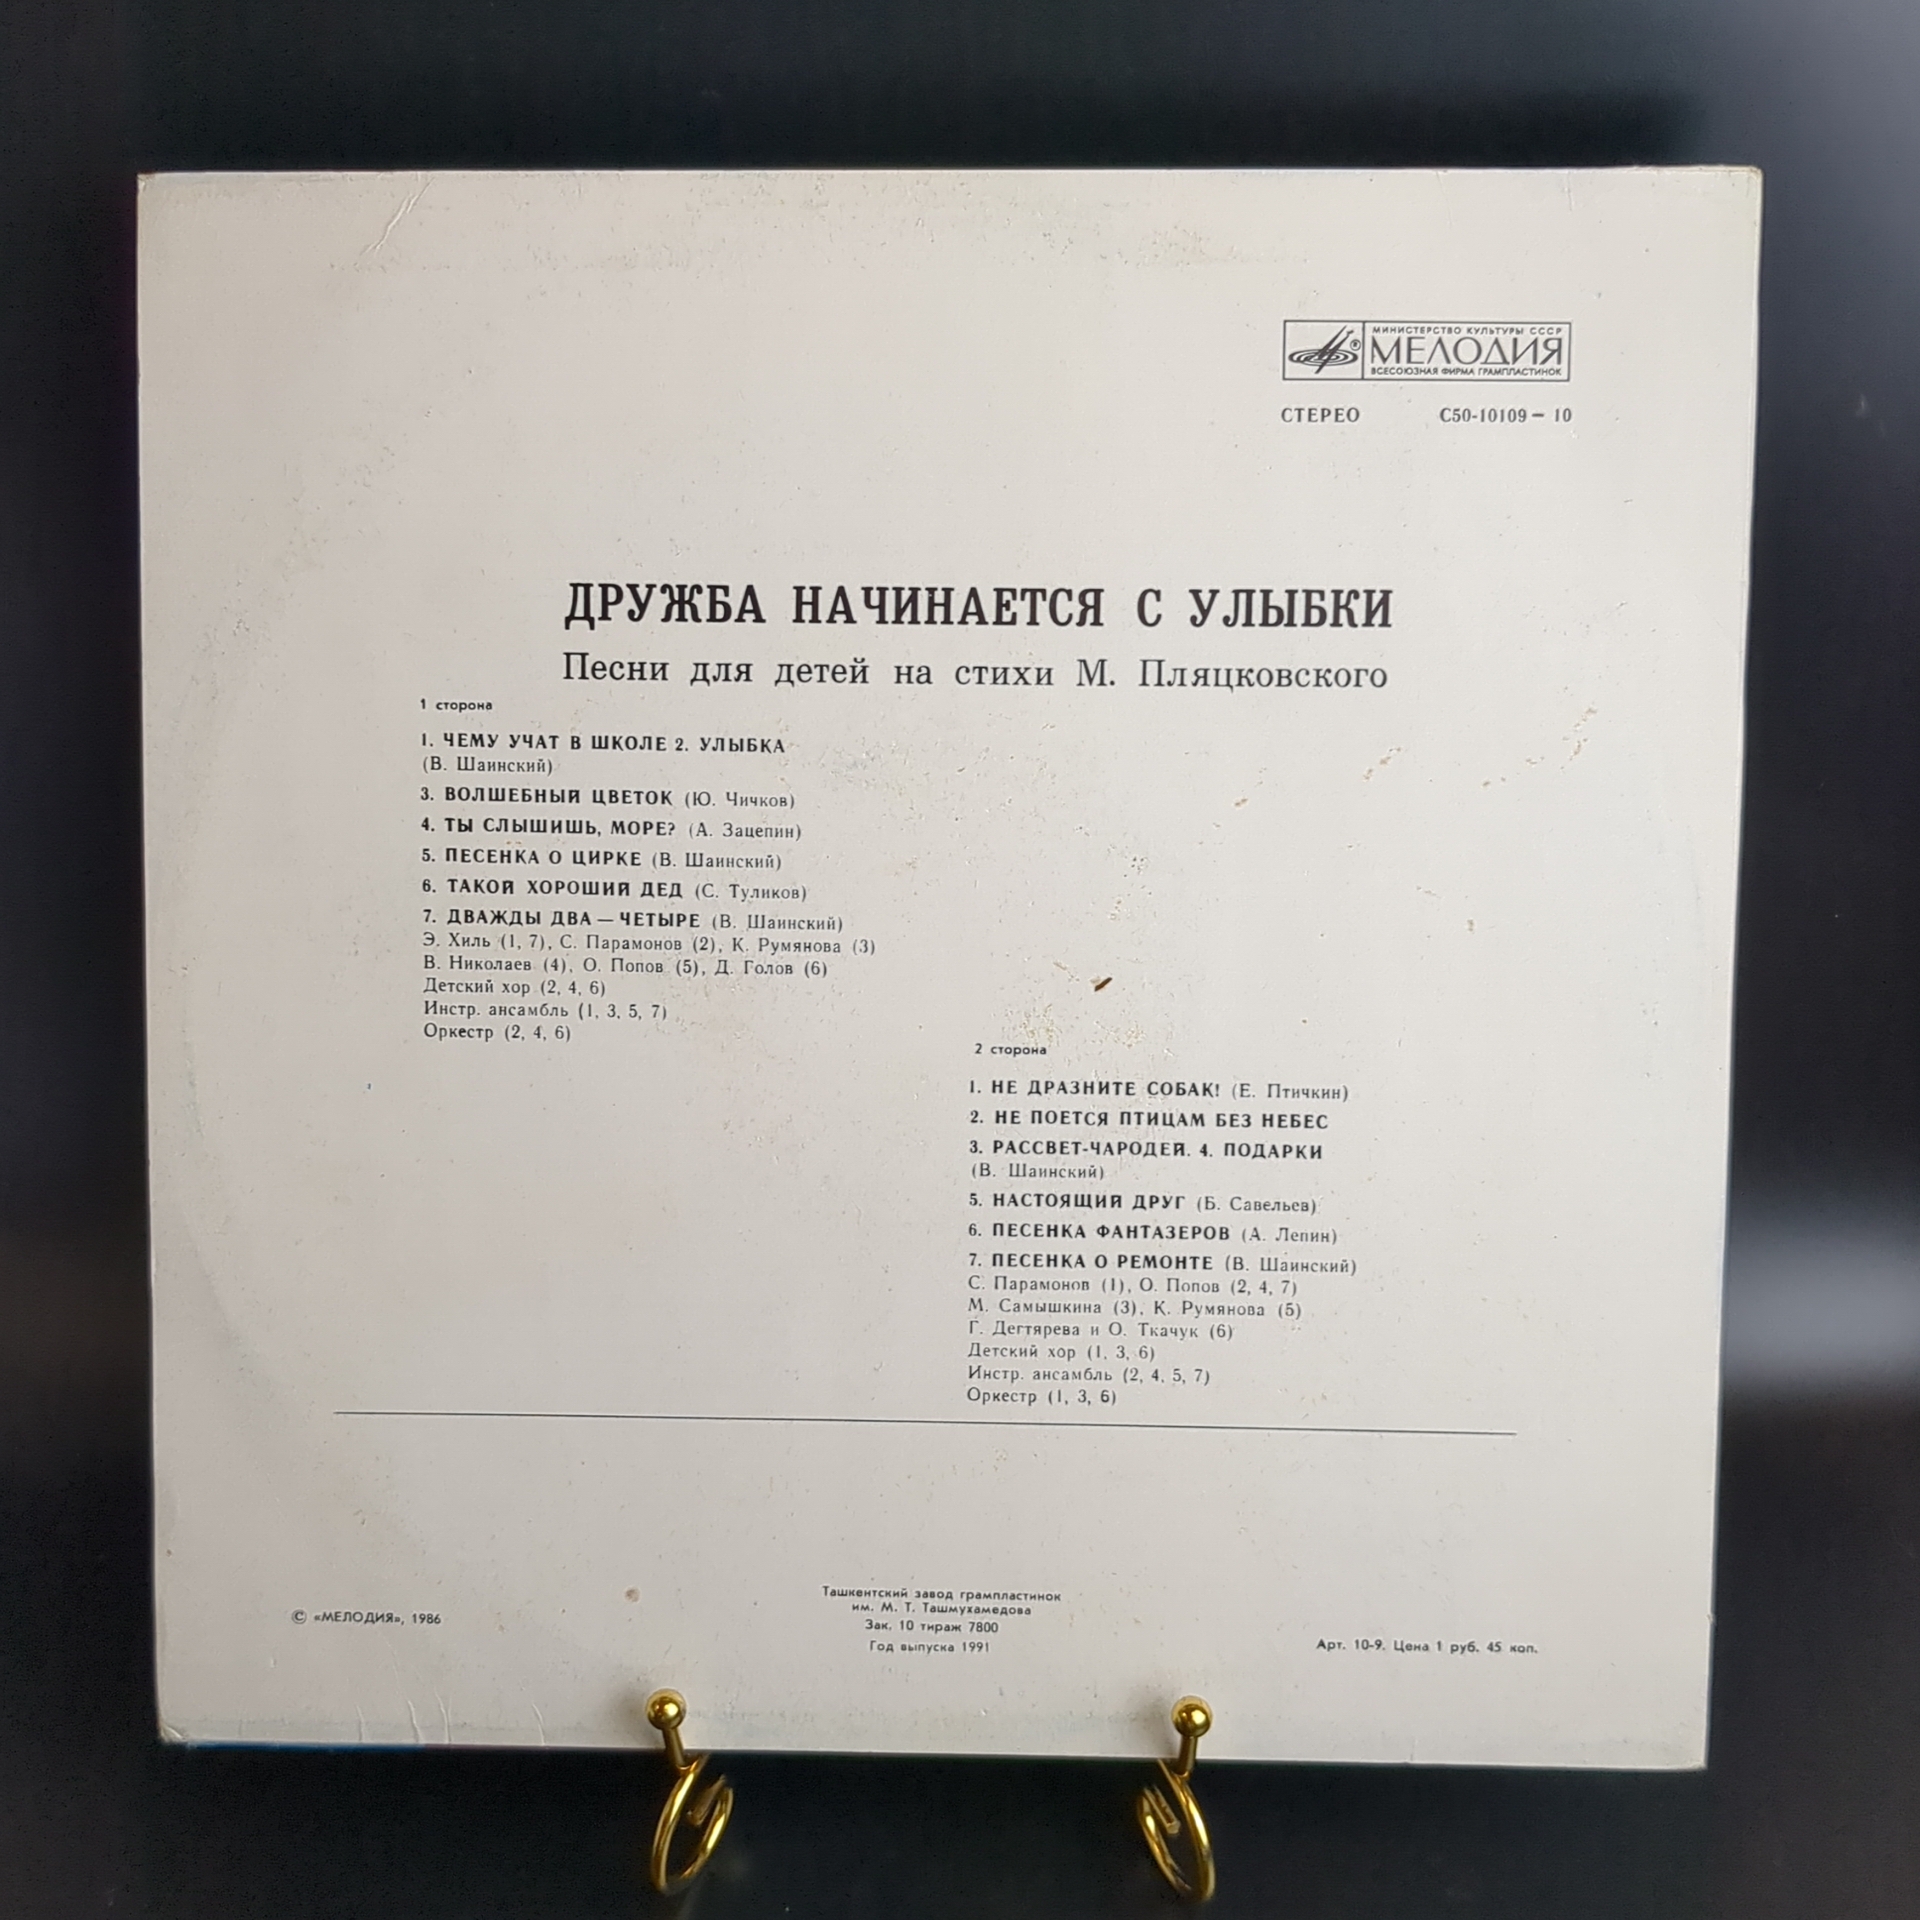 МИНИСТЕРСТВО КУЛЬТУРЫ СССР
МЕЛОДИЯ
ВСЕСОЮЗНАЯ ФИРМА ГРАМПЛАСТИНОК
СТЕРЕО С50-10109—10
ДРУЖБА НАЧИНАЕТСЯ С УЛЫБКИ
Песни для детей на стихи М. Пляцковского
1 сторона
1. ЧЕМУ УЧАТ В ШКОЛЕ 2. УЛЫБКА
(В. Шаинский)
3. ВОЛШЕБНЫЙ ЦВЕТОК (Ю. Чичков)
4. ТЫ СЛЫШИШЬ, МОРЕ? (А. Зацепин)
5. ПЕСЕНКА О ЦИРКЕ (В. Шаинский)
6. ТАКОЙ ХОРОШИЙ ДЕД (С. Туликов)
7. ДВАЖДЫ ДВА — ЧЕТЫРЕ (В. Шаинский)
Э. Хиль (1, 7), С. Парамонов (2), К. Румянова (3)
В. Николаев (4), О. Попов (5), Д. Голов (6)
Детский хор (2, 4, 6)
Инстр. ансамбль (1, 3, 5, 7)
Оркестр (2, 4, 6)
2 сторона
1. НЕ ДРАЗНИТЕ СОБАК! (Е. Птичкин)
2. НЕ ПОЕТСЯ ПТИЦАМ БЕЗ НЕБЕС
3. РАССВЕТ-ЧАРОДЕЙ. 4. ПОДАРКИ
(В. Шаинский)
5. НАСТОЯЩИЙ ДРУГ (Б. Савельев)
6. ПЕСЕНКА ФАНТАЗЕРОВ (А. Лепин)
7. ПЕСЕНКА О РЕМОНТЕ (В. Шаинский)
С. Парамонов (1), О. Попов (2, 4, 7)
М. Самышкина (3), К. Румянова (5)
Г. Дегтярева и О. Ткачук (6)
Детский хор (1, 3, 6)
Инстр. ансамбль (2, 4, 5, 7)
Оркестр (1, 3, 6)
Ташкентский завод грампластинок
им. М. Т. Ташмухамедова
Зак. 10 тираж 7800
Год выпуска 1991
© «МЕЛОДИЯ», 1986
Арт. 10-9. Цена 1 руб. 45 коп.